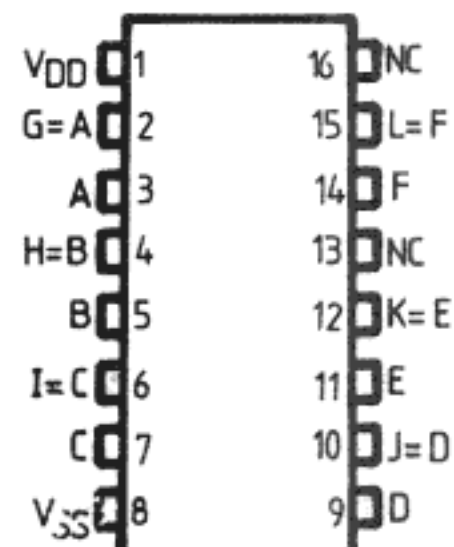 VDD 1 16 NC
G=A 2 15 L=F
A 3 14 F
H=B 4 13 NC
B 5 12 K=E
I=C 6 11 E
C 7 10 J=D
VSS 8 9 D